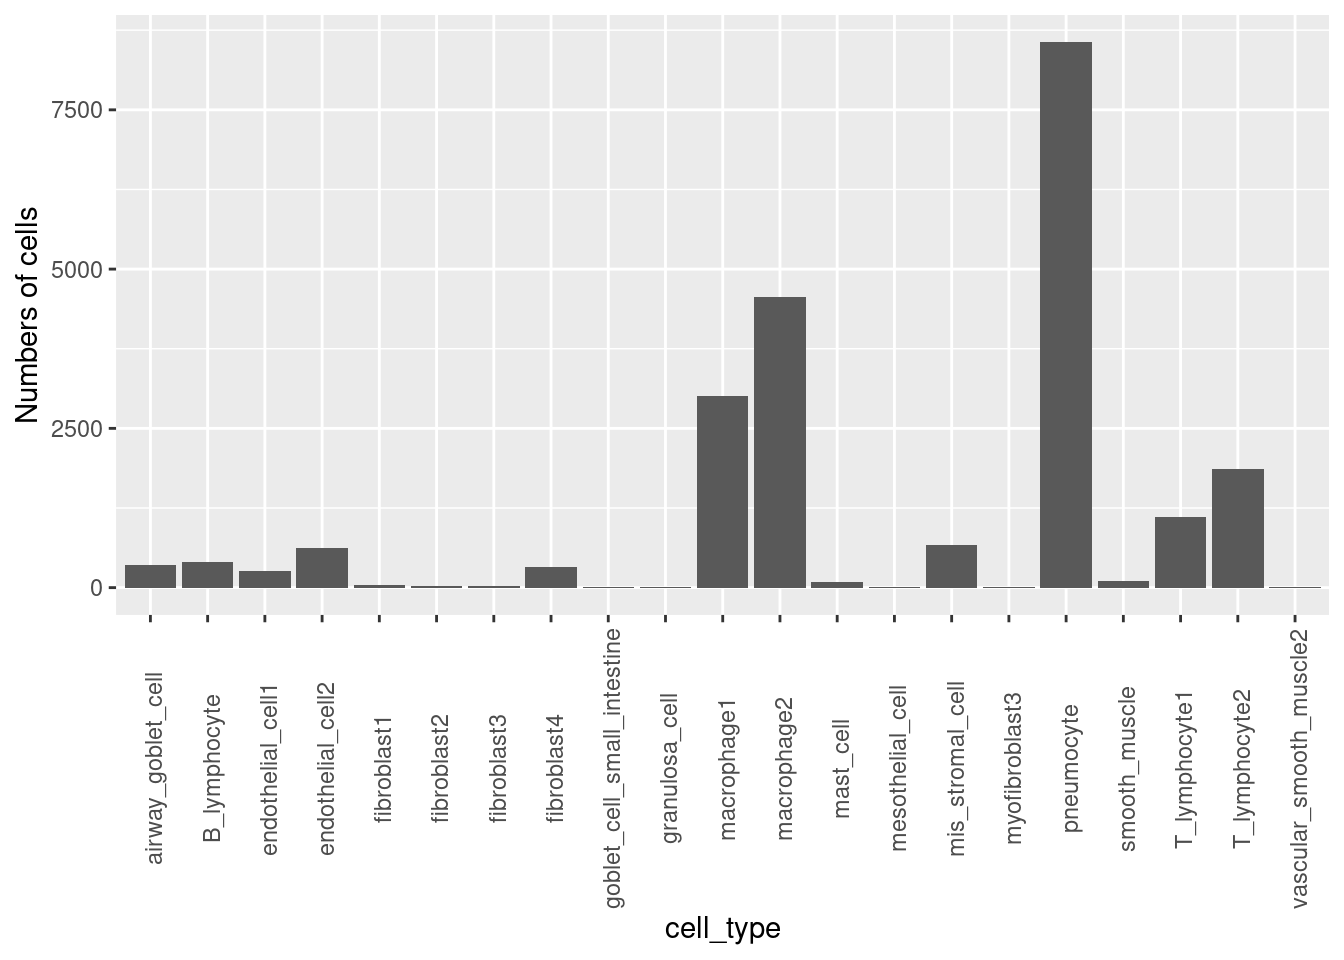 Numbers of cells
7500
5000
2500
0
airway_goblet_cell
B_lymphocyte
endothelial_cell1
endothelial_cell2
fibroblast1
fibroblast2
fibroblast3
fibroblast4
goblet_cell_small_intestine
granulosa_cell
macrophage1
macrophage2
mast_cell
mesothelial_cell
mis_stromal_cell
myofibroblast3
pneumocyte
smooth_muscle
T_lymphocyte1
T_lymphocyte2
vascular_smooth_muscle2
cell_type